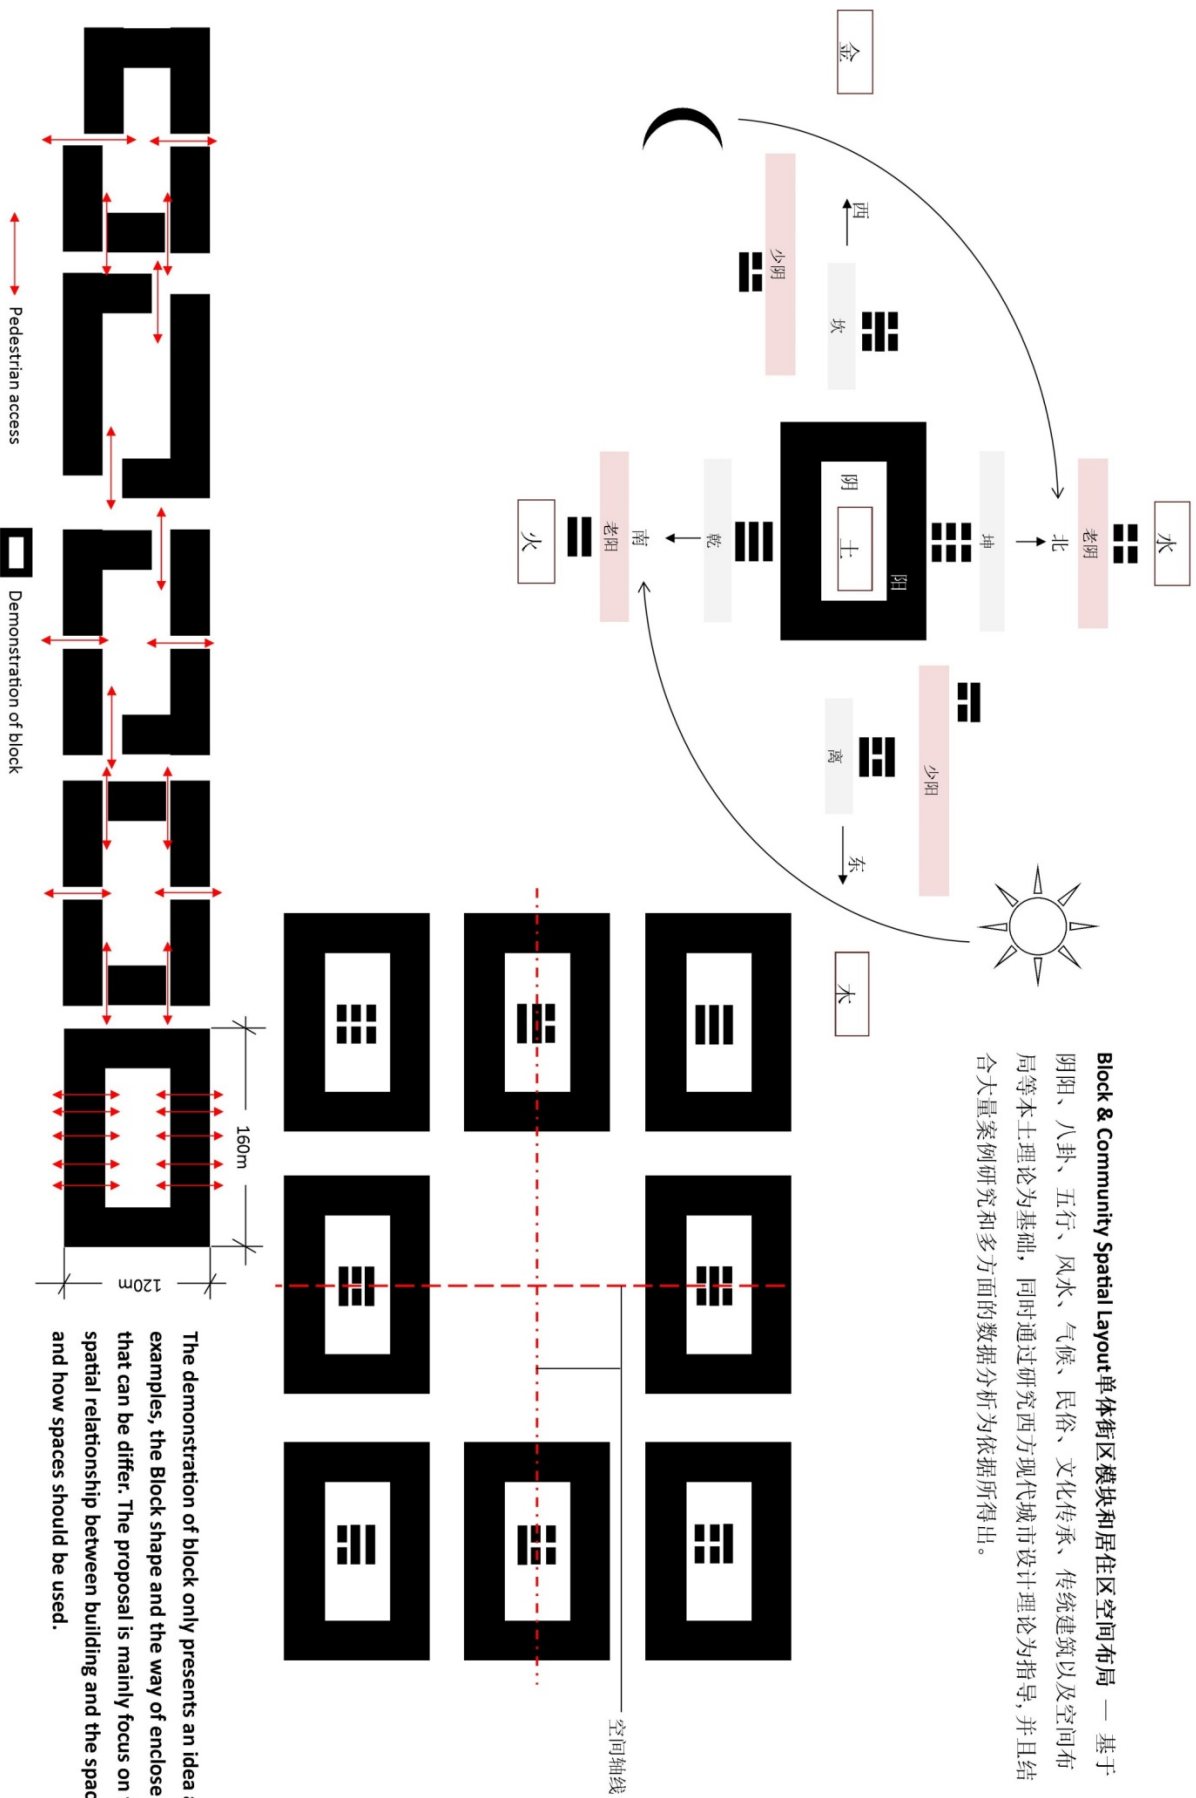 Block & Community Spatial Layout单体街区模块和居住区空间布局 — 基于
阴阳、八卦、五行、风水、气候、民俗、文化传承、传统建筑以及空间布
局等本土理论为基础，同时通过研究西方现代城市设计理论为指导，并且结
合大量案例研究和多方面的数据分析为依据所得出。
水
老阴
北
坤
少阳
阳
金
西
坎
阴
土
离
东
木
少阴
乾
南
老阳
火
空间轴线
160m
120m
The demonstration of block only presents an idea
examples, the Block shape and the way of enclose
that can be differ. The proposal is mainly focus on
spatial relationship between building and the
and how spaces should be used.
Pedestrian access
Demonstration of block